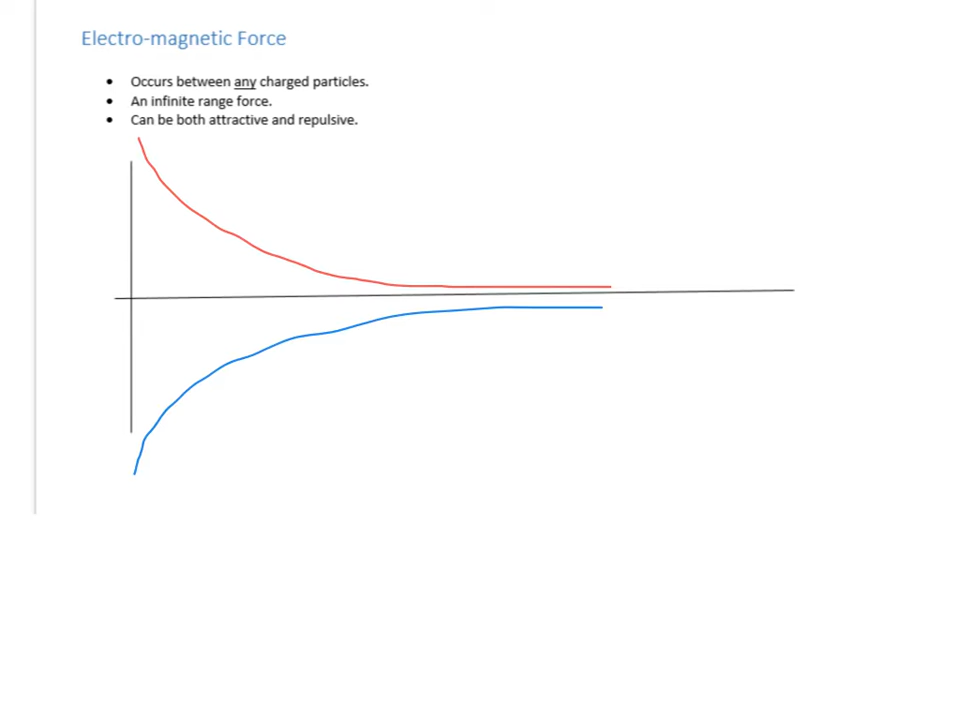 Electro-magnetic Force
• Occurs between any charged particles.
• An infinite range force.
• Can be both attractive and repulsive.